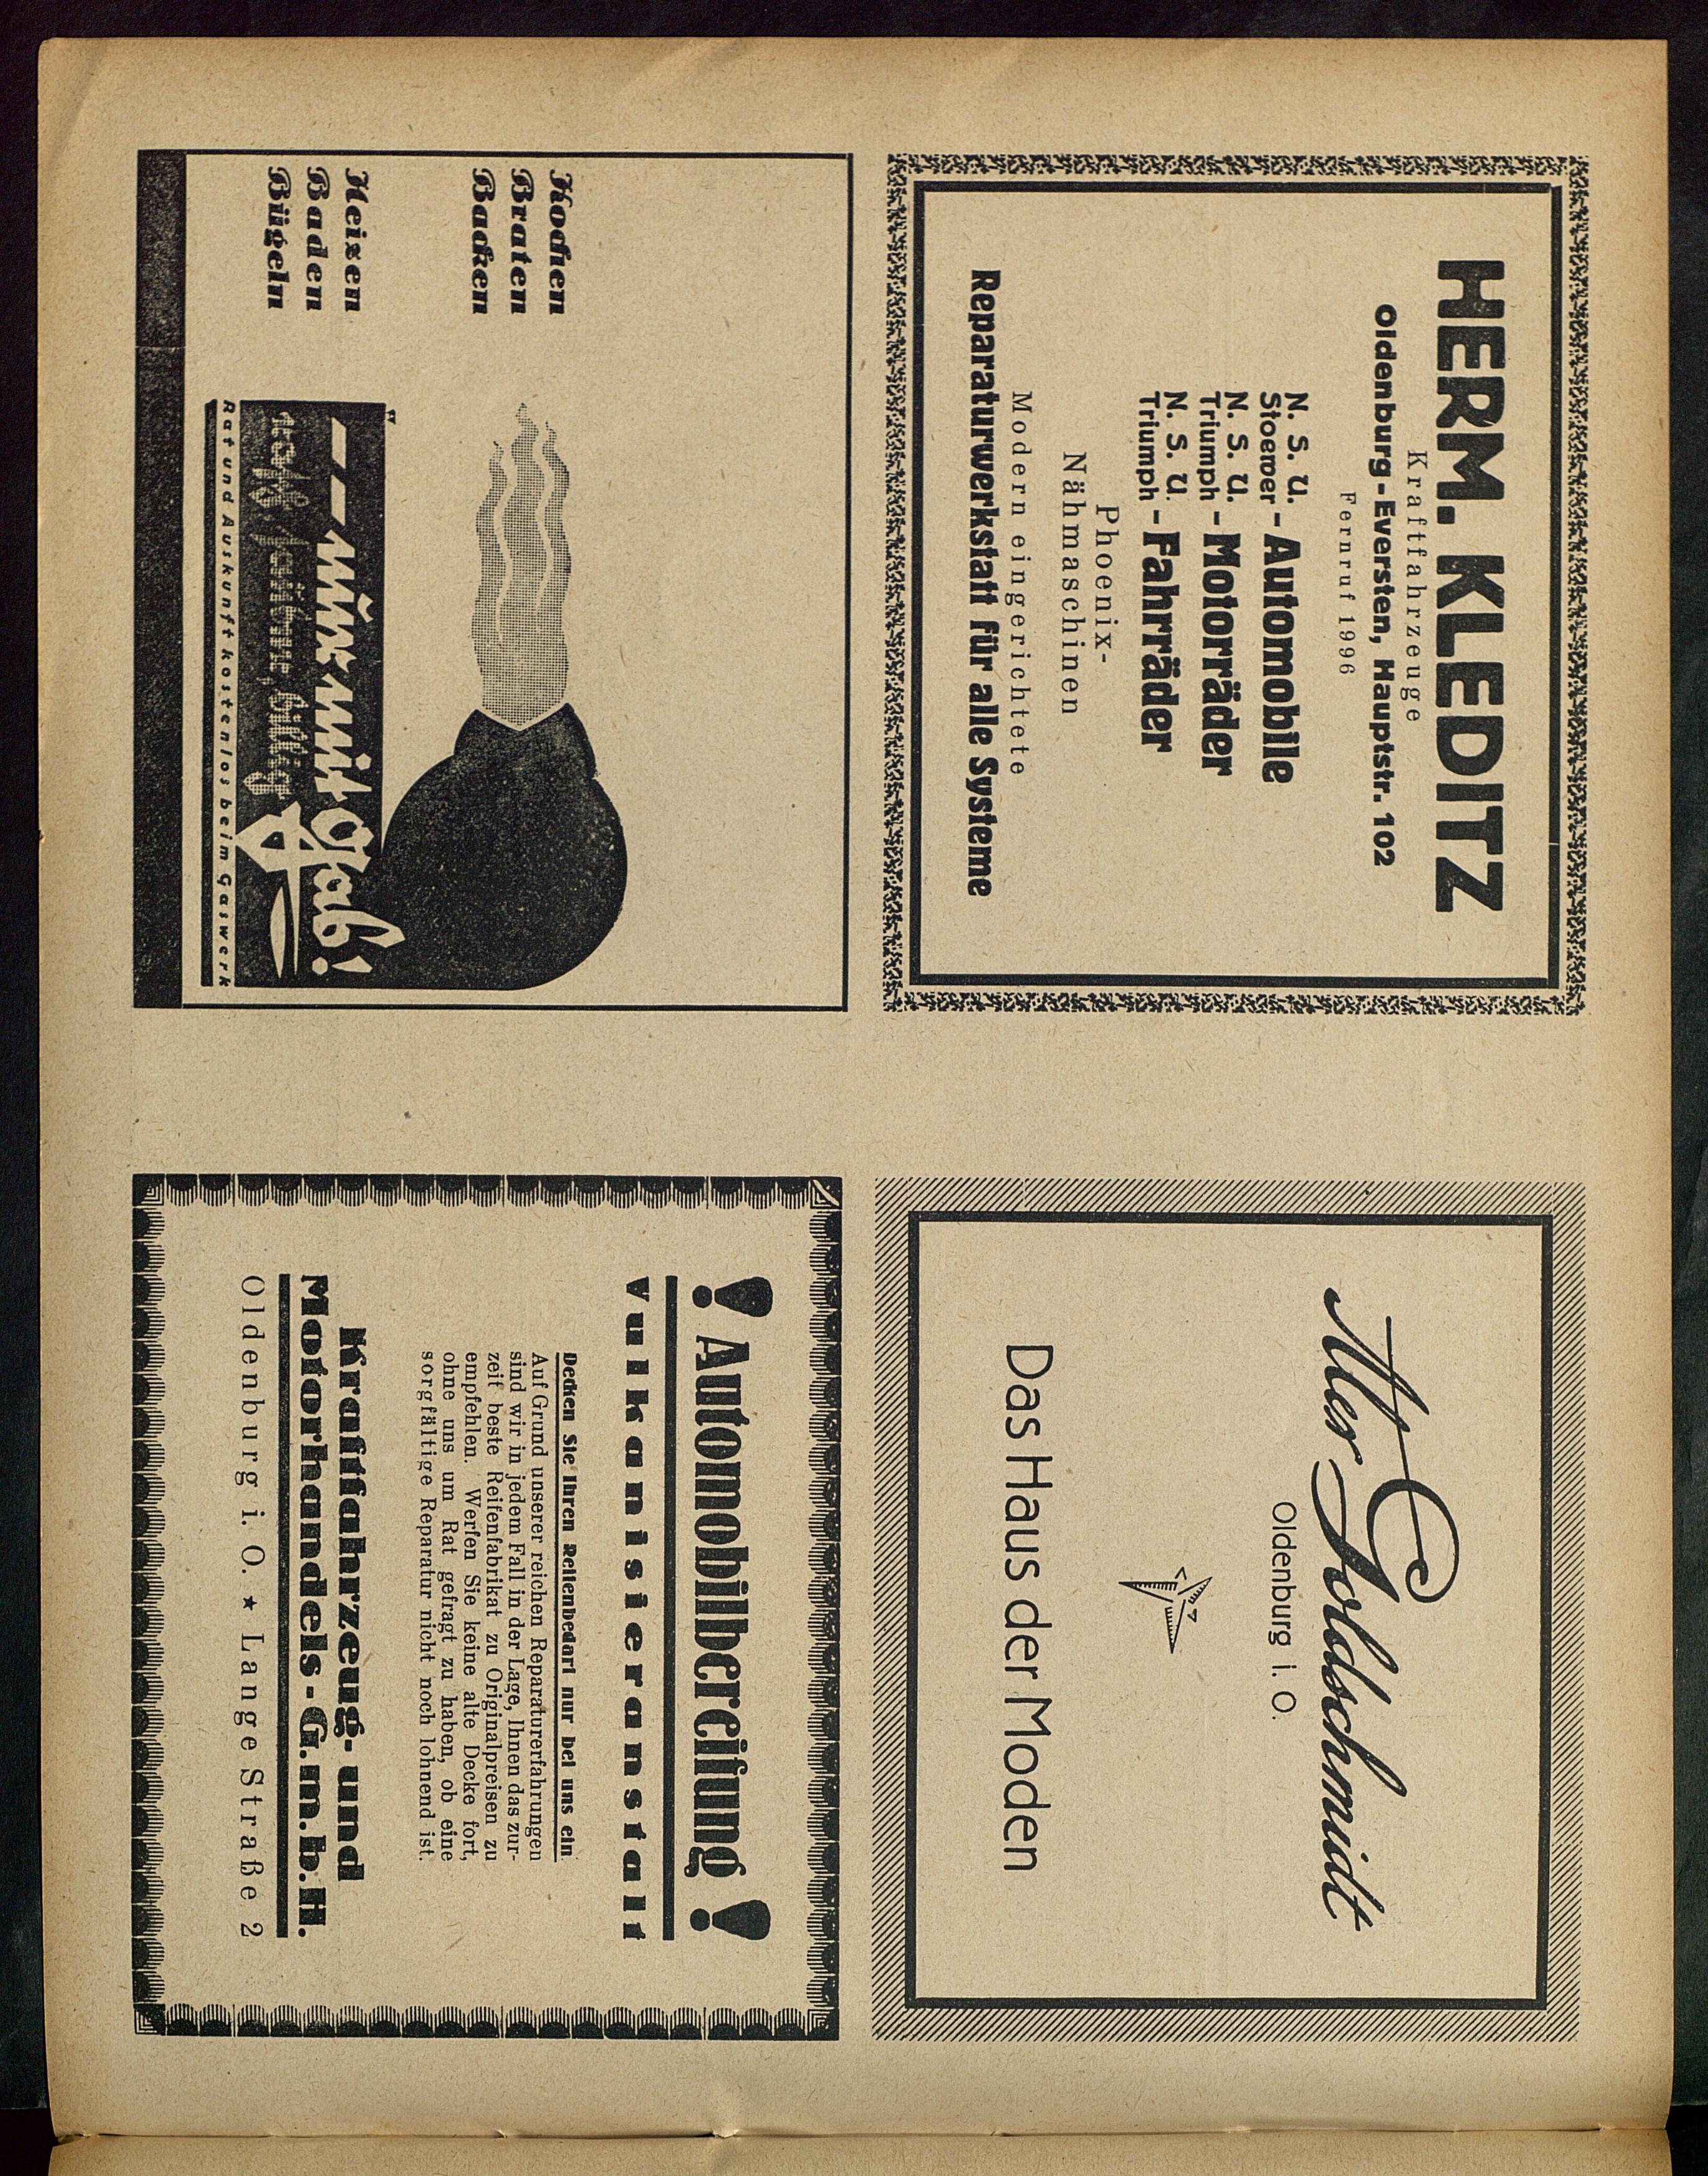 HERM. KLEDITZ
Kraftfahrzeuge
Oldenburg-Eversten, Hauptstr. 102
Fernruf 1996
N. S. U.
Stoewer - Automobile
N. S. U.
Triumph - Motorräder
N. S. U.
Triumph - Fahrräder
Phoenix-
Nähmaschinen
Modern eingerichtete
Reparaturwerkstatt für alle Systeme
Kochen
Braten
Backen
Heizen
Baden
Bügeln
-- nur mit Gas!
billig
Rat und Auskunft kostenlos beim Gaswerk
Alex Goldschmidt
Oldenburg i. O.
Das Haus der Moden
! Automobilbereifung !
Vulkanisieranstalt
Decken Sie Ihren Reifenbedarf nur bei uns ein
Auf Grund unserer reichen Reparaturerfahrungen
sind wir in jedem Fall in der Lage, Ihnen das zur-
zeit beste Reifenfabrikat zu Originalpreisen zu
empfehlen. Werfen Sie keine alte Decke fort,
ohne uns um Rat gefragt zu haben, ob eine
sorgfältige Reparatur nicht noch lohnend ist.
Kraftfahrzeug- und
Motorhandels-G.m.b.H.
Oldenburg i. O. ★ Lange Straße 2